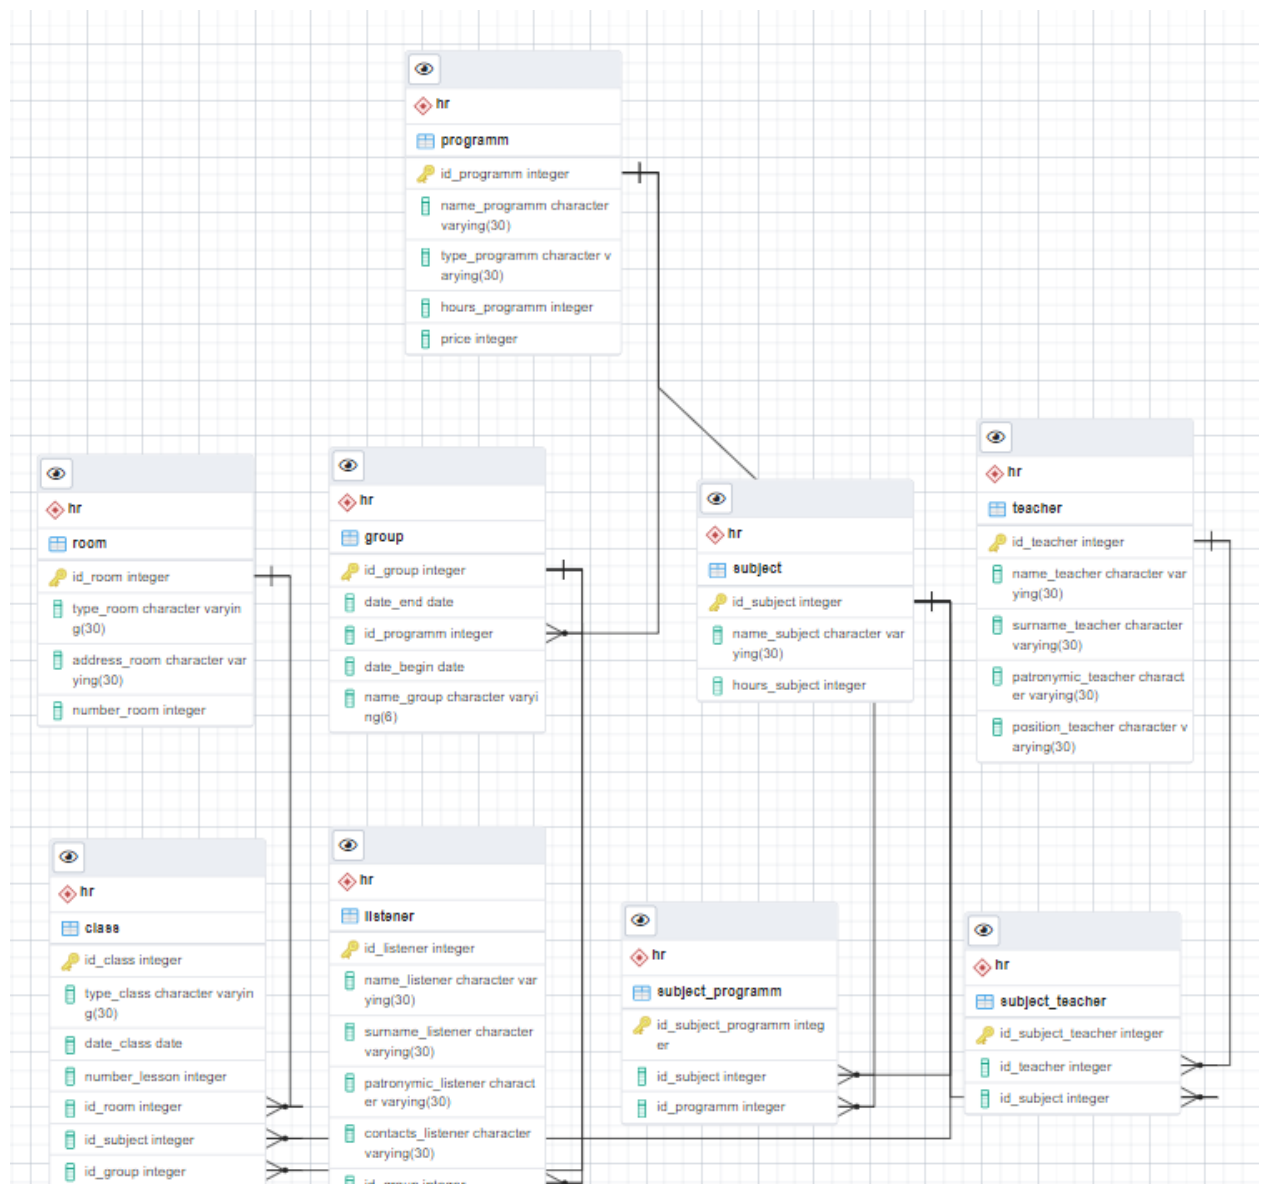 hr
programm
id_programm integer
name_programm character
varying(30)
type_programm character v
arying(30)
hours_programm integer
price integer
hr
room
id_room integer
type_room character varyin
g(30)
address_room character var
ying(30)
number_room integer
hr
group
id_group integer
date_end date
id_programm integer
date_begin date
name_group character varyi
ng(6)
hr
subject
id_subject integer
name_subject character var
ying(30)
hours_subject integer
hr
teacher
id_teacher integer
name_teacher character var
ying(30)
surname_teacher character
varying(30)
patronymic_teacher charact
er varying(30)
position_teacher character v
arying(30)
hr
class
id_class integer
type_class character varyin
g(30)
date_class date
number_lesson integer
id_room integer
id_subject integer
id_group integer
hr
listener
id_listener integer
name_listener character var
ying(30)
surname_listener character
varying(30)
patronymic_listener charact
er varying(30)
contacts_listener character
varying(30)
id_group integer
hr
subject_programm
id_subject_programm integ
er
id_subject integer
id_programm integer
hr
subject_teacher
id_subject_teacher integer
id_teacher integer
id_subject integer